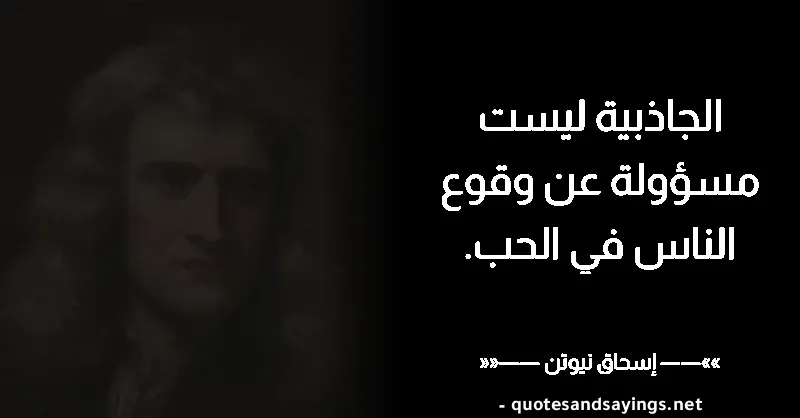 الجاذبية ليست
مسؤولة عن وقوع
الناس في الحب.
»»—— إسحاق نيوتن ——««
- quotesandsayings.net